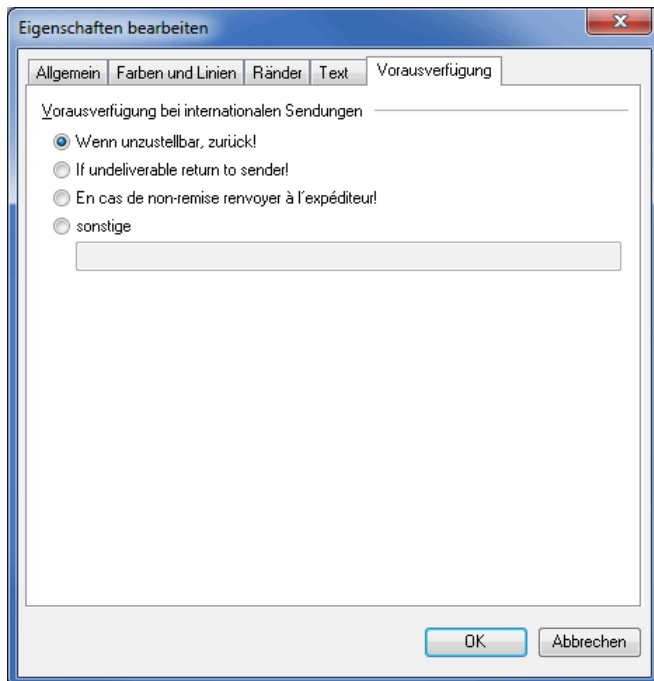 Eigenschaften bearbeiten
Allgemein Farben und Linien Ränder Text Vorausverfügung
Vorausverfügung bei internationalen Sendungen
Wenn unzustellbar, zurück!
If undeliverable return to sender!
En cas de non-remise renvoyer à l´expéditeur!
sonstige
OK Abbrechen